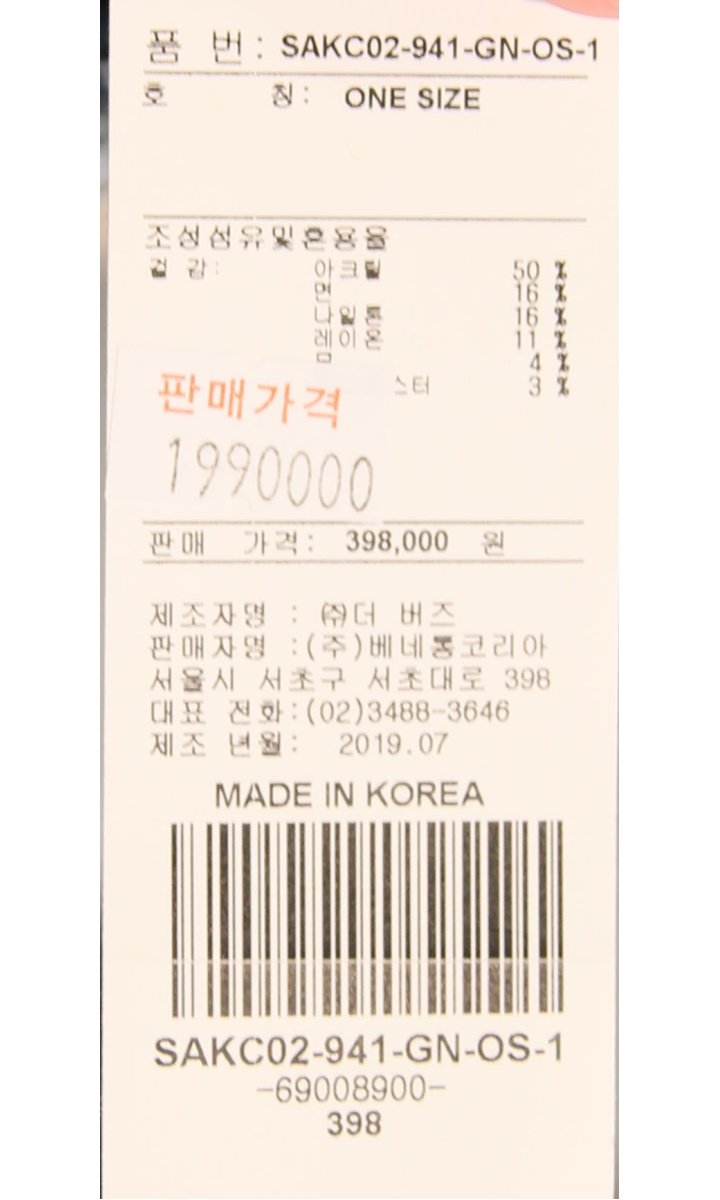 품 번: SAKC02-941-GN-OS-1
호 칭: ONE SIZE
조성섬유및혼용율
겉 감: 아크릴 50 %
면 16 %
나일론 16 %
레이온 11 %
4 %
스터 3 %
판매가격
1990000
판매 가격: 398,000 원
제조자명 : ㈜더 버즈
판매자명 :(주)베네통코리아
서울시 서초구 서초대로 398
대표 전화:(02)3488-3646
제조 년월: 2019.07
MADE IN KOREA
SAKC02-941-GN-OS-1
-69008900-
398